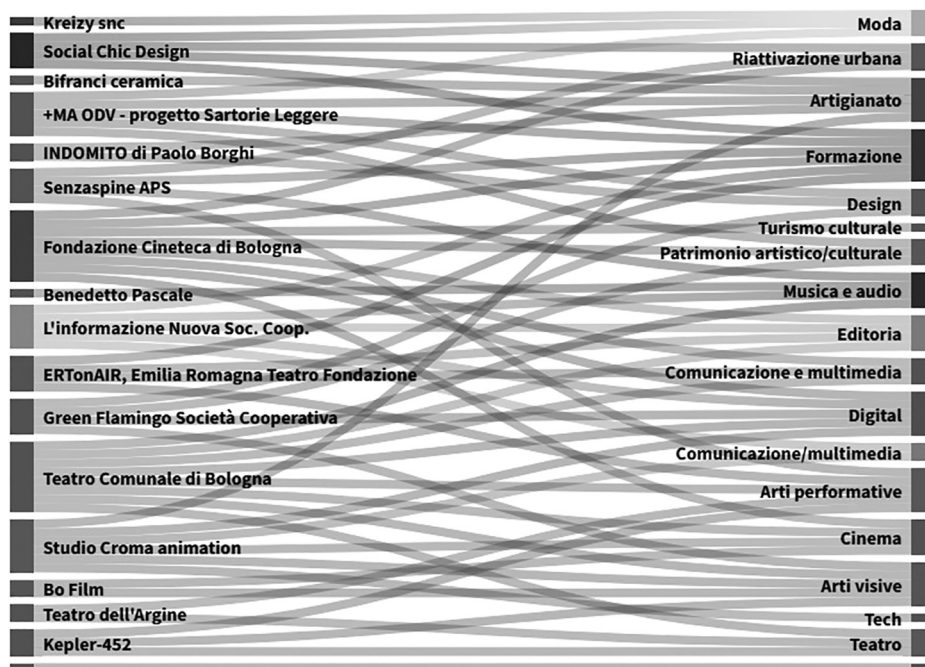 Kreizy snc
Social Chic Design
Bifranci ceramica
+MA ODV - progetto Sartorie Leggere
INDOMITO di Paolo Borghi
Senzaspine APS
Fondazione Cineteca di Bologna
Benedetto Pascale
L'informazione Nuova Soc. Coop.
ERTonAIR, Emilia Romagna Teatro Fondazione
Green Flamingo Società Cooperativa
Teatro Comunale di Bologna
Studio Croma animation
Bo Film
Teatro dell'Argine
Kepler-452
Moda
Riattivazione urbana
Artigianato
Formazione
Design
Turismo culturale
Patrimonio artistico/culturale
Musica e audio
Editoria
Comunicazione e multimedia
Digital
Comunicazione/multimedia
Arti performative
Cinema
Arti visive
Tech
Teatro